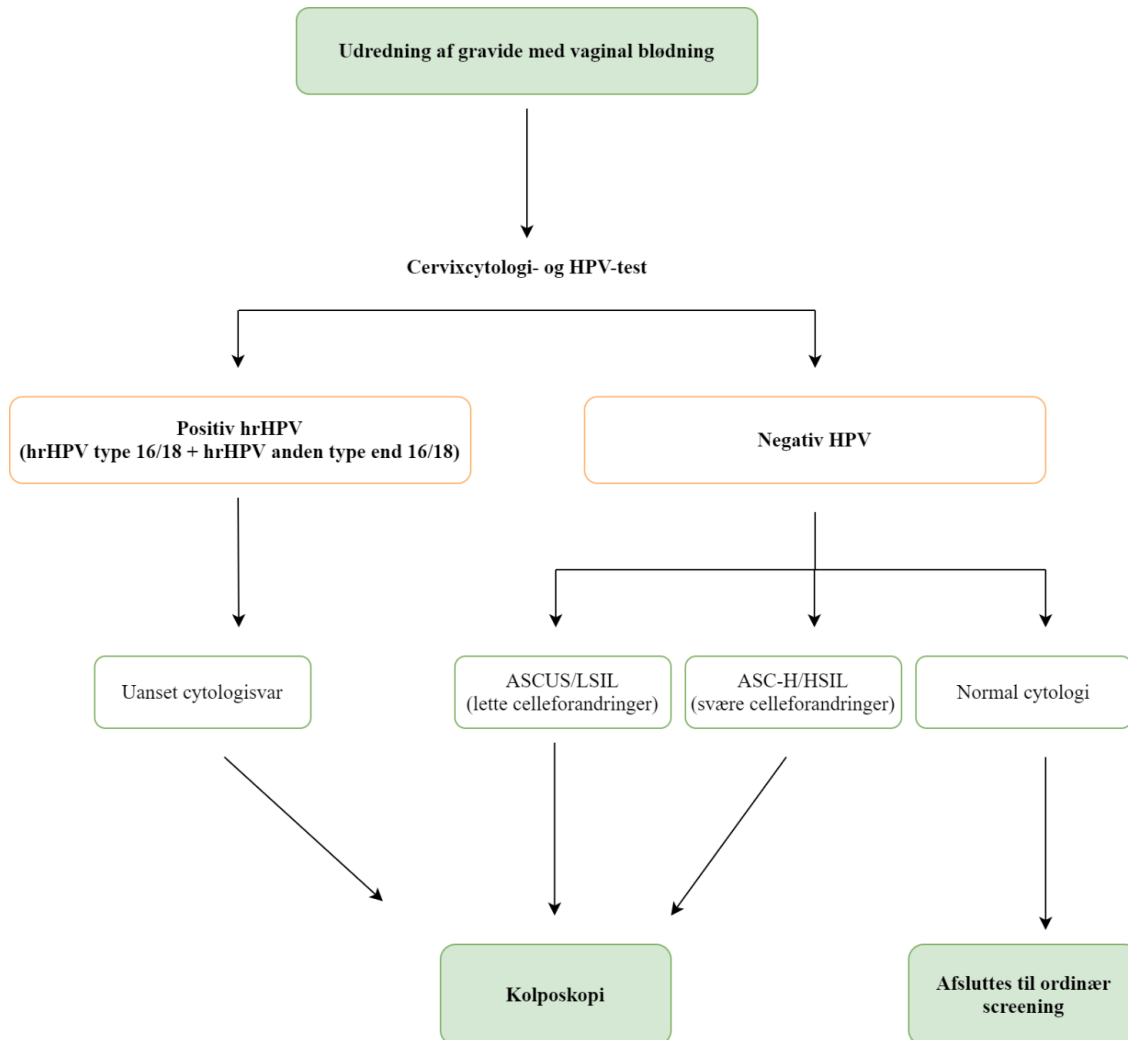 Udredning af gravide med vaginal blødning
Cervixcytologi- og HPV-test
Positiv hrHPV
(hrHPV type 16/18 + hrHPV anden type end 16/18)
Negativ HPV
Uanset cytologisvar
ASCUS/LSIL
(lette celleforandringer)
ASC-H/HSIL
(svære celleforandringer)
Normal cytologi
Kolposkopi
Afsluttes til ordinær
screening